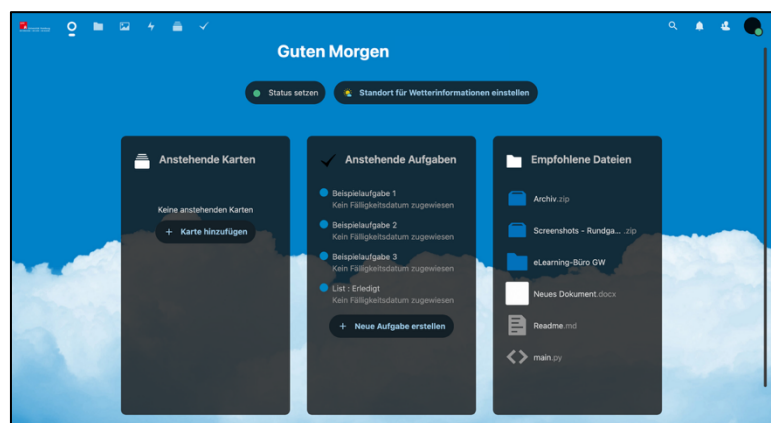 Guten Morgen
Status setzen
Standort für Wetterinformationen einstellen
Anstehende Karten
Keine anstehenden Karten
+ Karte hinzufügen
Anstehende Aufgaben
Beispielaufgabe 1
Kein Fälligkeitsdatum zugewiesen
Beispielaufgabe 2
Kein Fälligkeitsdatum zugewiesen
Beispielaufgabe 3
Kein Fälligkeitsdatum zugewiesen
List : Erledigt
Kein Fälligkeitsdatum zugewiesen
+ Neue Aufgabe erstellen
Empfohlene Dateien
Archiv.zip
Screenshots - Rundga... .zip
eLearning-Büro GW
Neues Dokument.docx
Readme.md
main.py